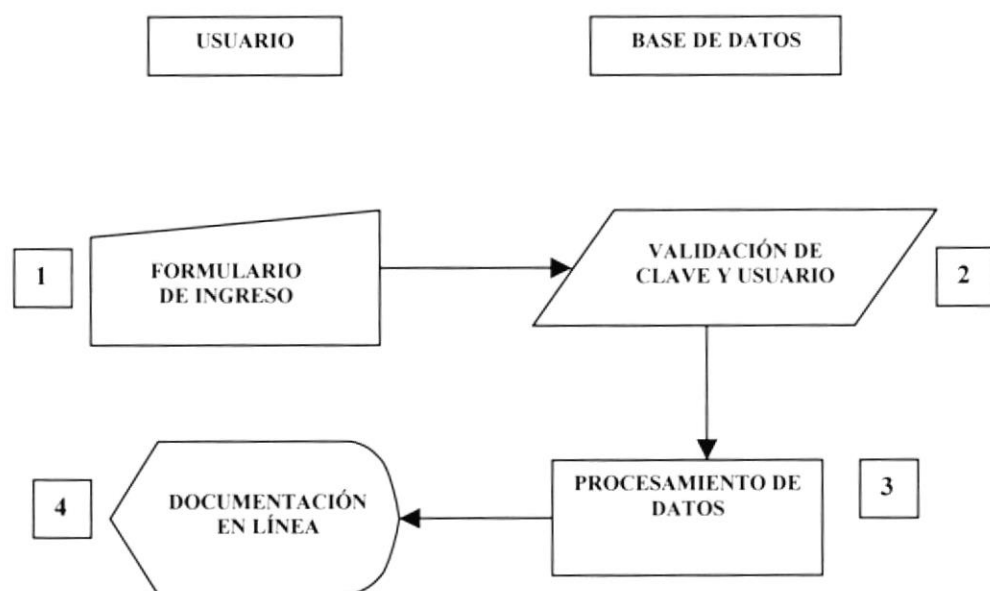 USUARIO
BASE DE DATOS
1
FORMULARIO
DE INGRESO
VALIDACIÓN DE
CLAVE Y USUARIO
2
4
DOCUMENTACIÓN
EN LÍNEA
PROCESAMIENTO DE
DATOS
3